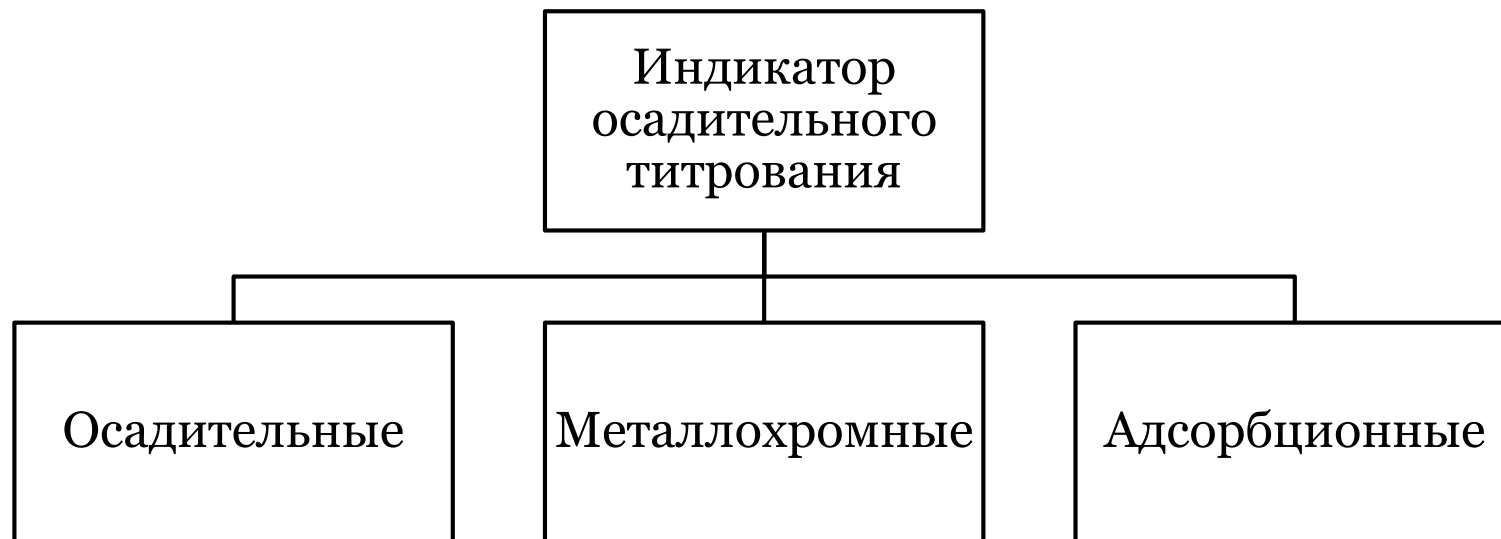 Индикатор
осадительного
титрования
Осадительные
Металлохромные
Адсорбционные